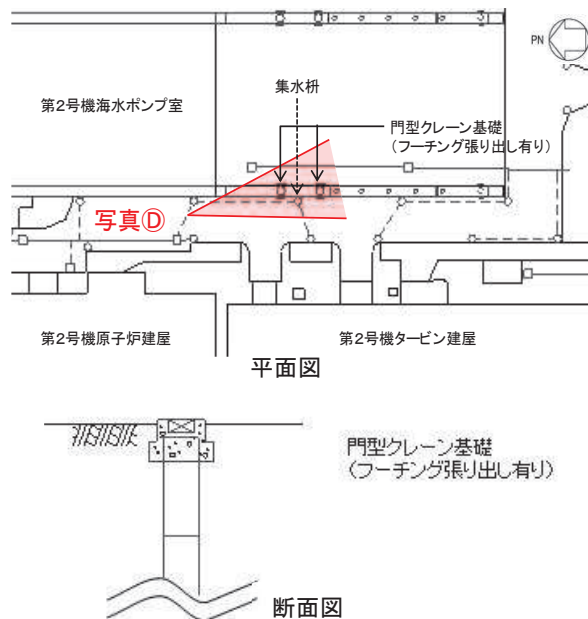 PN
第2号機海水ポンプ室
集水枡
門型クレーン基礎
(フーチング張り出し有り)
写真Ⓓ
第2号機原子炉建屋
第2号機タービン建屋
平面図
門型クレーン基礎
(フーチング張り出し有り)
断面図